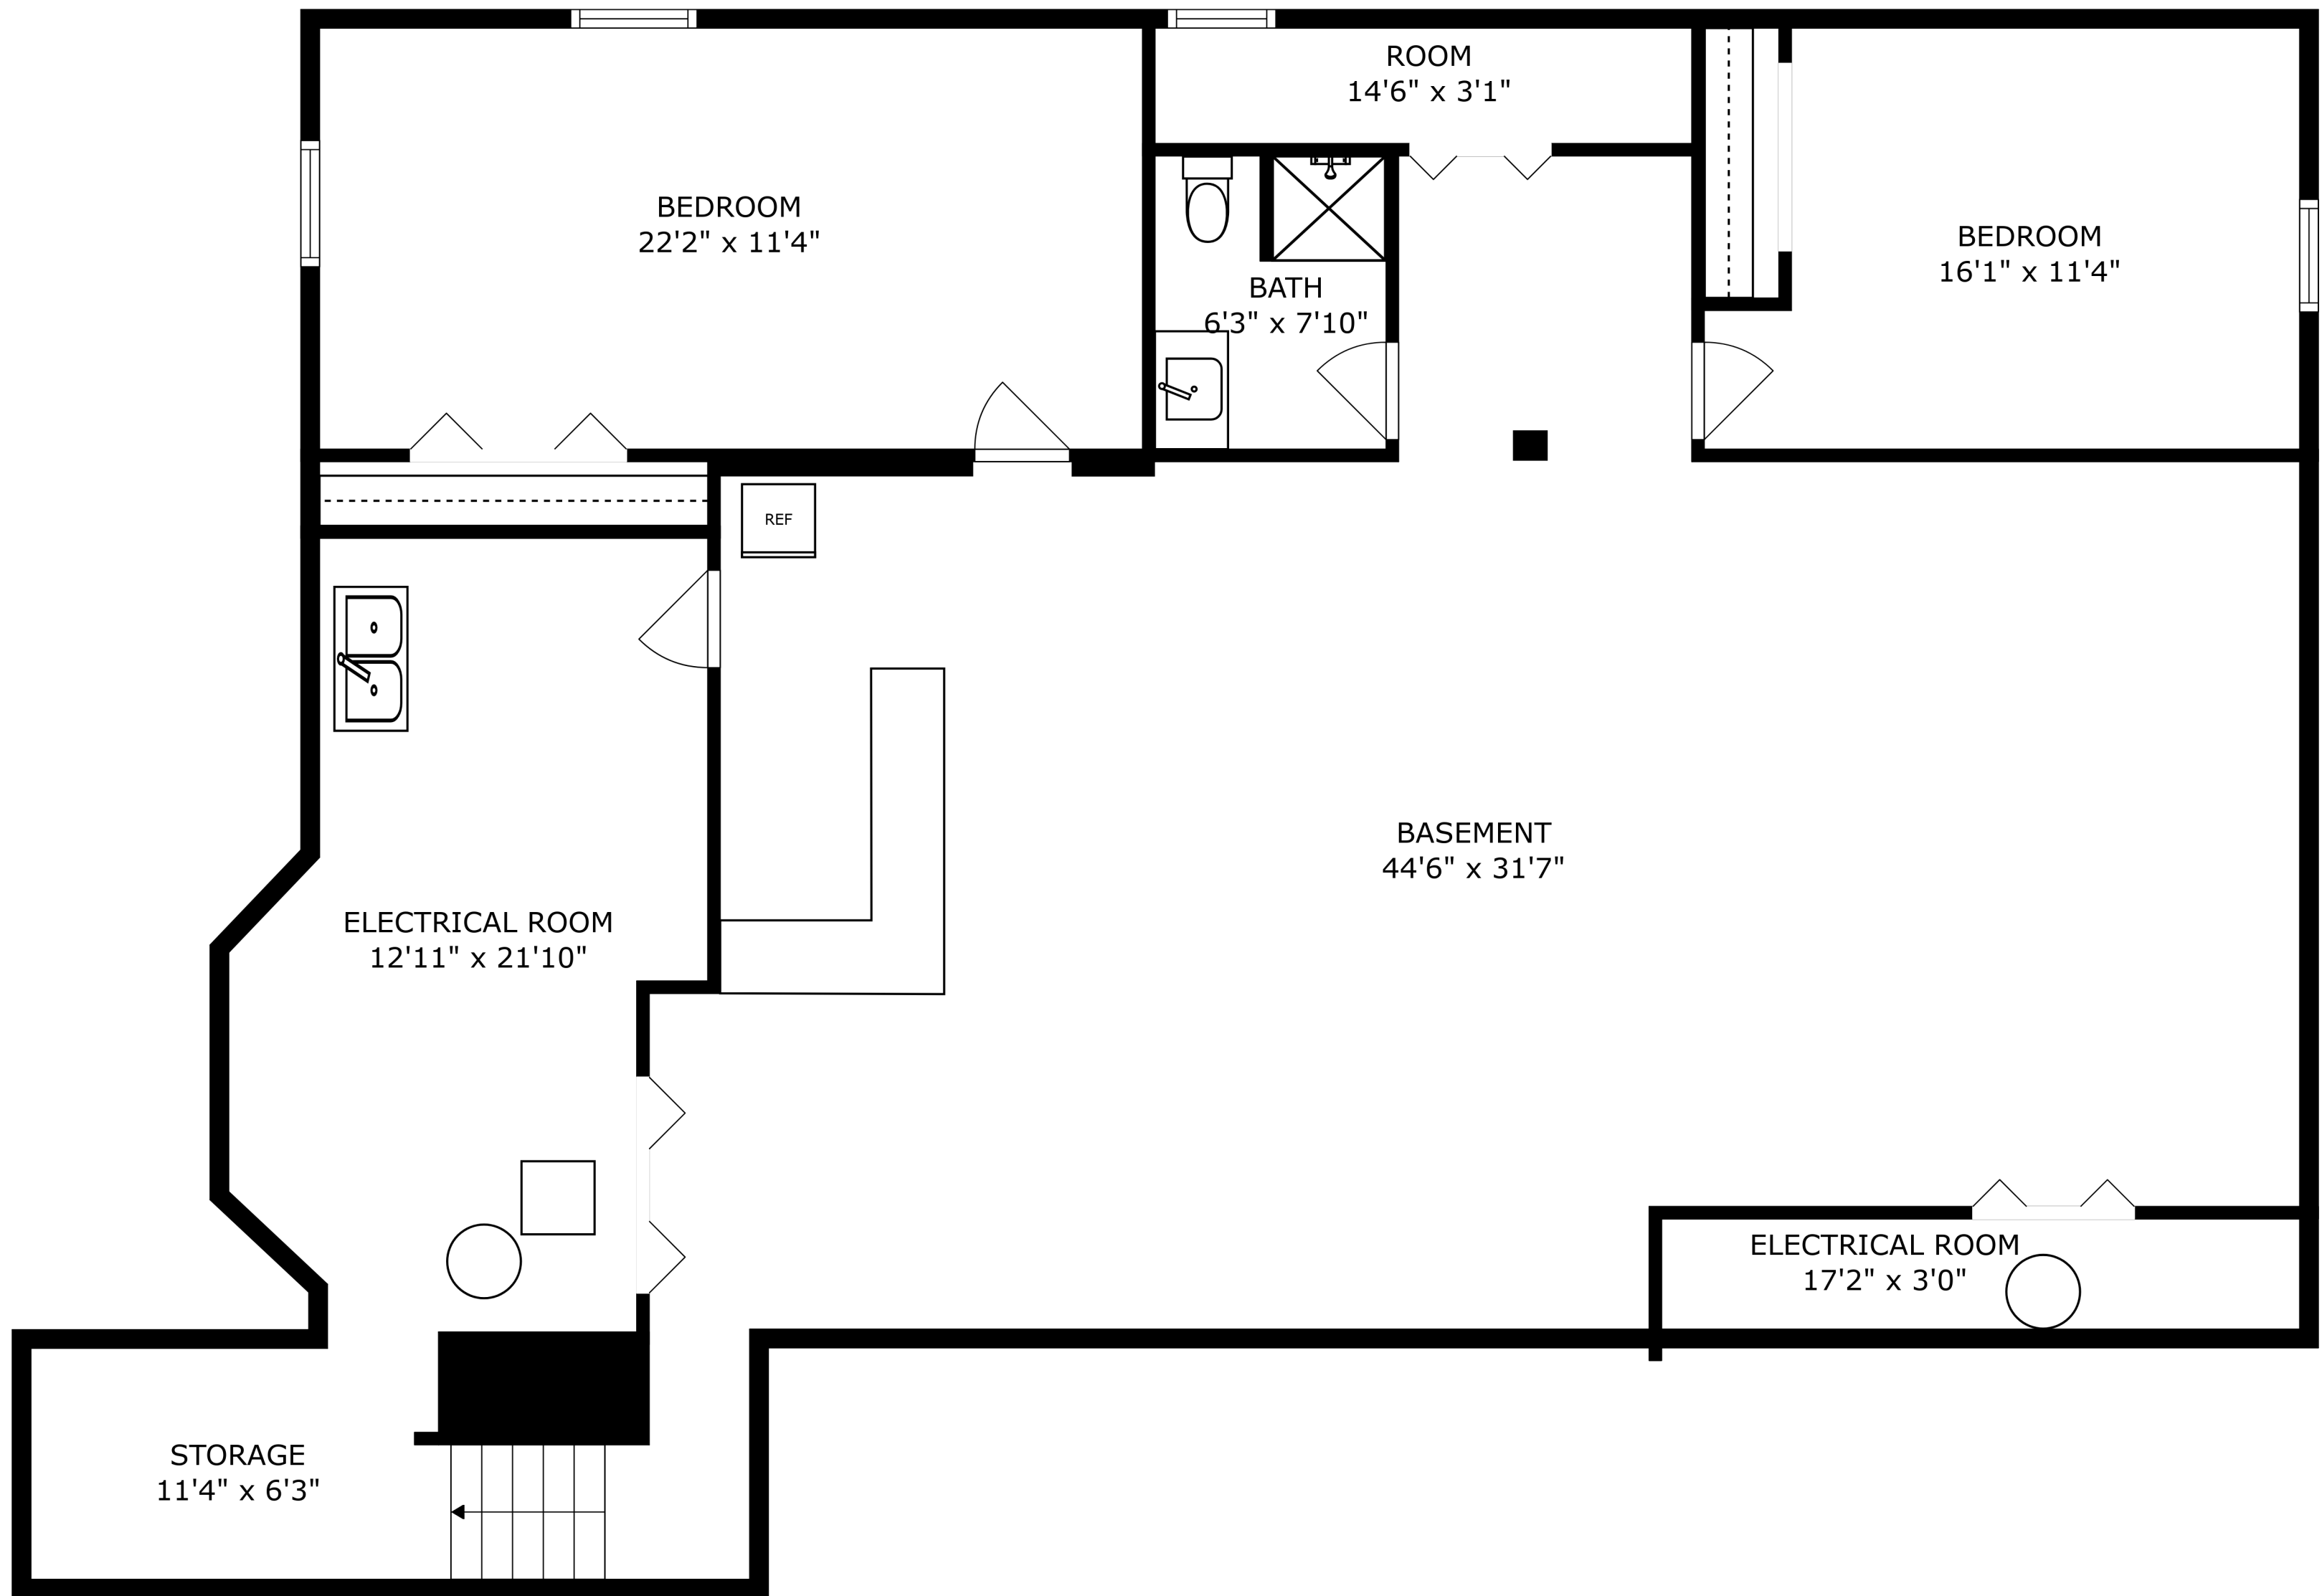 ROOM
14'6" x 3'1"
BEDROOM
22'2" x 11'4"
BEDROOM
16'1" x 11'4"
BATH
6'3" x 7'10"
REF
BASEMENT
44'6" x 31'7"
ELECTRICAL ROOM
12'11" x 21'10"
ELECTRICAL ROOM
17'2" x 3'0"
STORAGE
11'4" x 6'3"